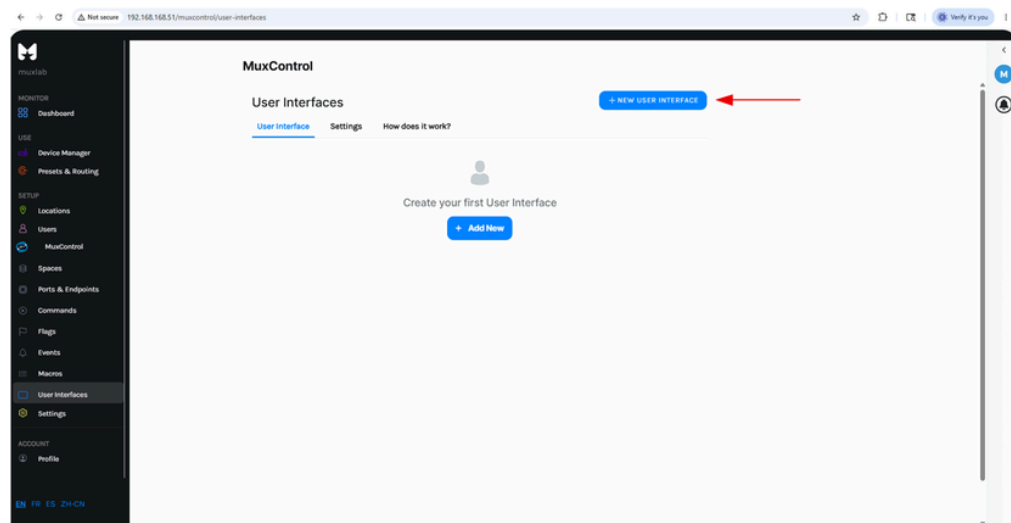 Not secure 192.168.168.51/muxcontrol/user-interfaces
Verify it's you
muxlab
MONITOR
Dashboard
USE
Device Manager
Presets & Routing
SETUP
Locations
Users
MuxControl
Spaces
Ports & Endpoints
Commands
Flags
Events
Macros
User Interfaces
Settings
ACCOUNT
Profile
EN FR ES ZH-CN
MuxControl
User Interfaces
+ NEW USER INTERFACE
User Interface Settings How does it work?
Create your first User Interface
+ Add New
M